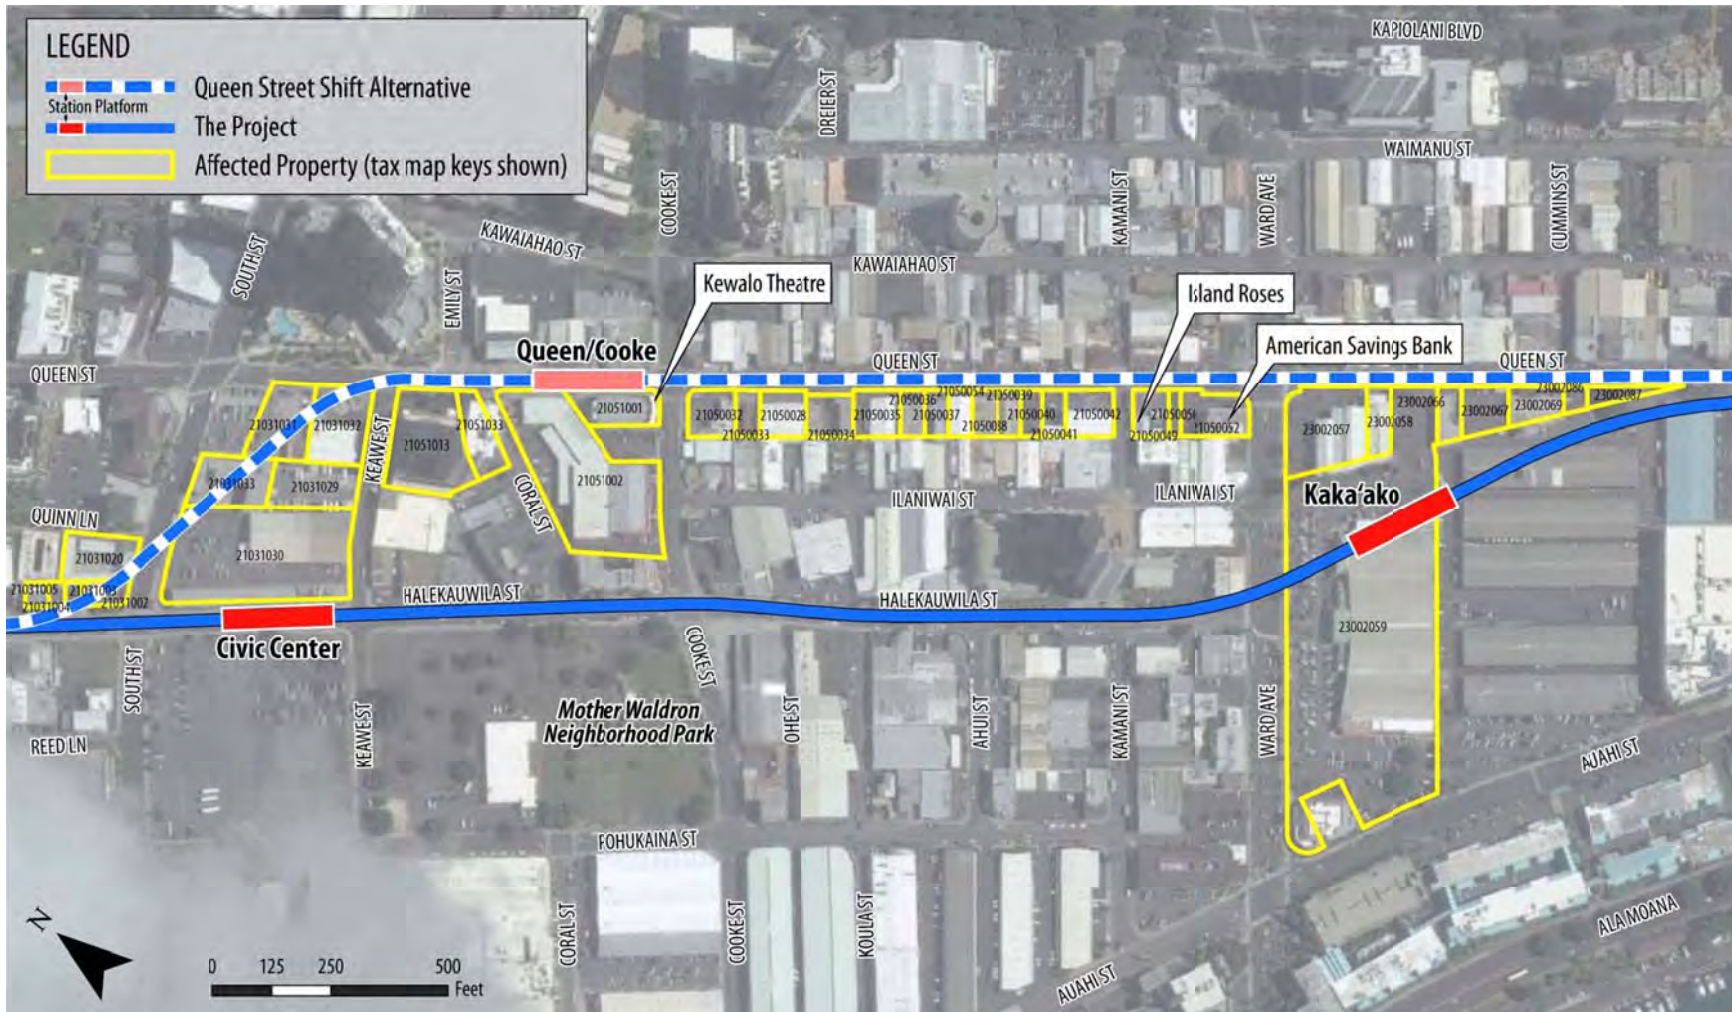 LEGEND
Queen Street Shift Alternative
Station Platform
The Project
Affected Property (tax map keys shown)
KAPIOLANI BLVD
DREIER ST
WAIMANU ST
COOKE ST
KAMANI ST
WARD AVE
CUMMINS ST
SOUTH ST
KAWAIAHAO ST
KAWAIAHAO ST
EMILY ST
Kewalo Theatre
Island Roses
American Savings Bank
Queen/Cooke
QUEEN ST
QUEEN ST
QUEEN ST
21031031
21031032
KEAWE ST
21051013
21051033
21051001
21050032
21050033
21050028
21050034
21050035
21050036
21050037
21050054
21050038
21050039
21050040
21050041
21050042
21050049
21050052
23002057
23002058
23002066
23002067
23002069
23002086
23002087
21031033
21031029
CORAL ST
21051002
ILANIWAI ST
ILANIWAI ST
Kaka'ako
QUINN LN
21031020
21031030
21031005
21031004
21031003
21031002
HALEKAUWILA ST
HALEKAUWILA ST
Civic Center
23002059
SOUTH ST
COOKE ST
REED LN
KEAWE ST
Mother Waldron
Neighborhood Park
OHE ST
AHUI ST
KAMANI ST
WARD AVE
AUAHI ST
POHUKAINA ST
CORAL ST
COOKE ST
KOULA ST
AUAHI ST
ALA MOANA
N
0 125 250 500
Feet